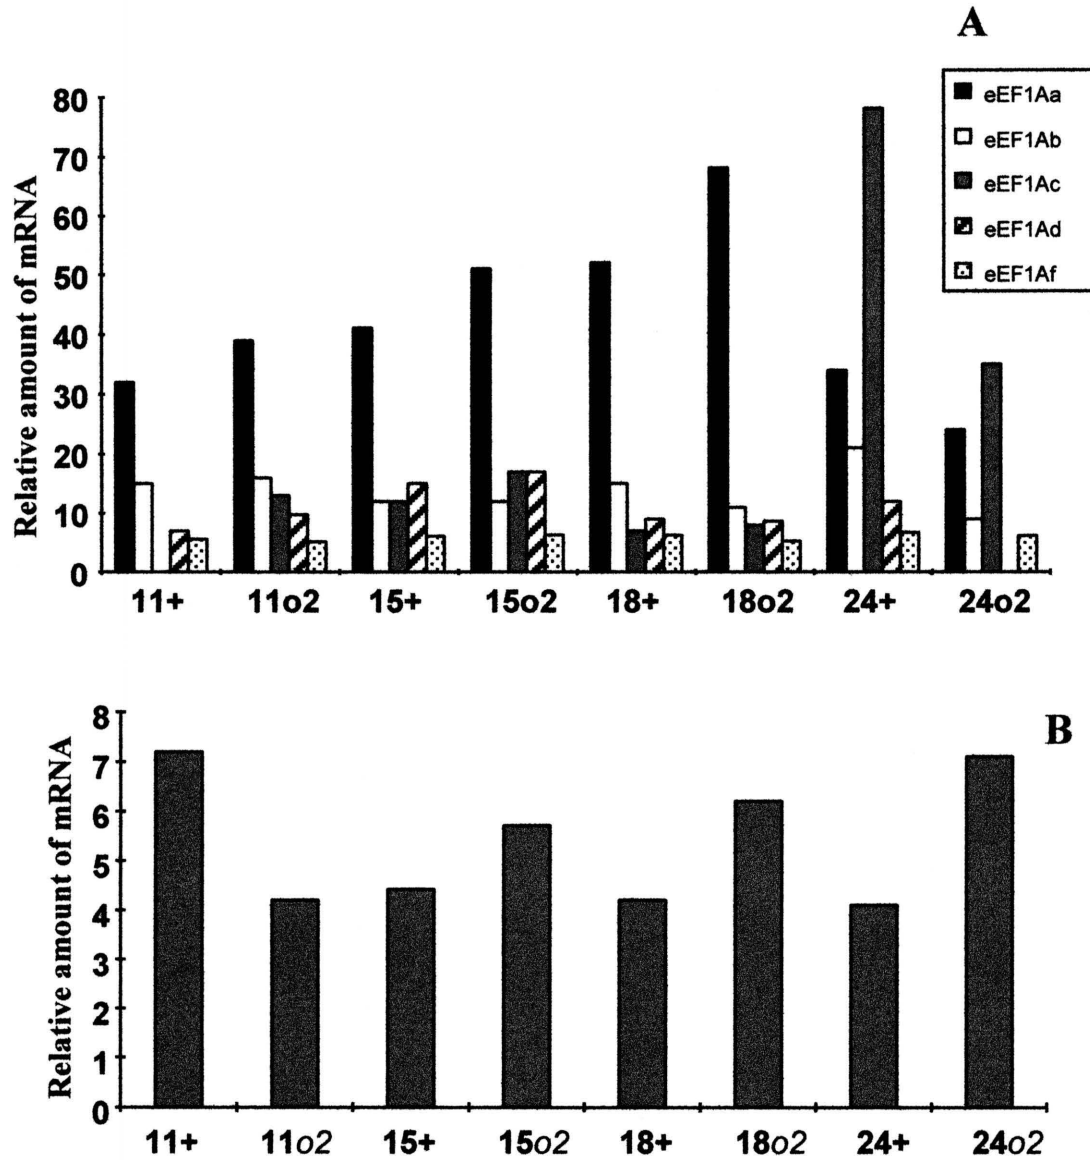 A
eEF1Aa
eEF1Ab
eEF1Ac
eEF1Ad
eEF1Af
Relative amount of mRNA
80
70
60
50
40
30
20
10
0
11+ 11o2 15+ 15o2 18+ 18o2 24+ 24o2
B
Relative amount of mRNA
8
7
6
5
4
3
2
1
0
11+ 11o2 15+ 15o2 18+ 18o2 24+ 24o2